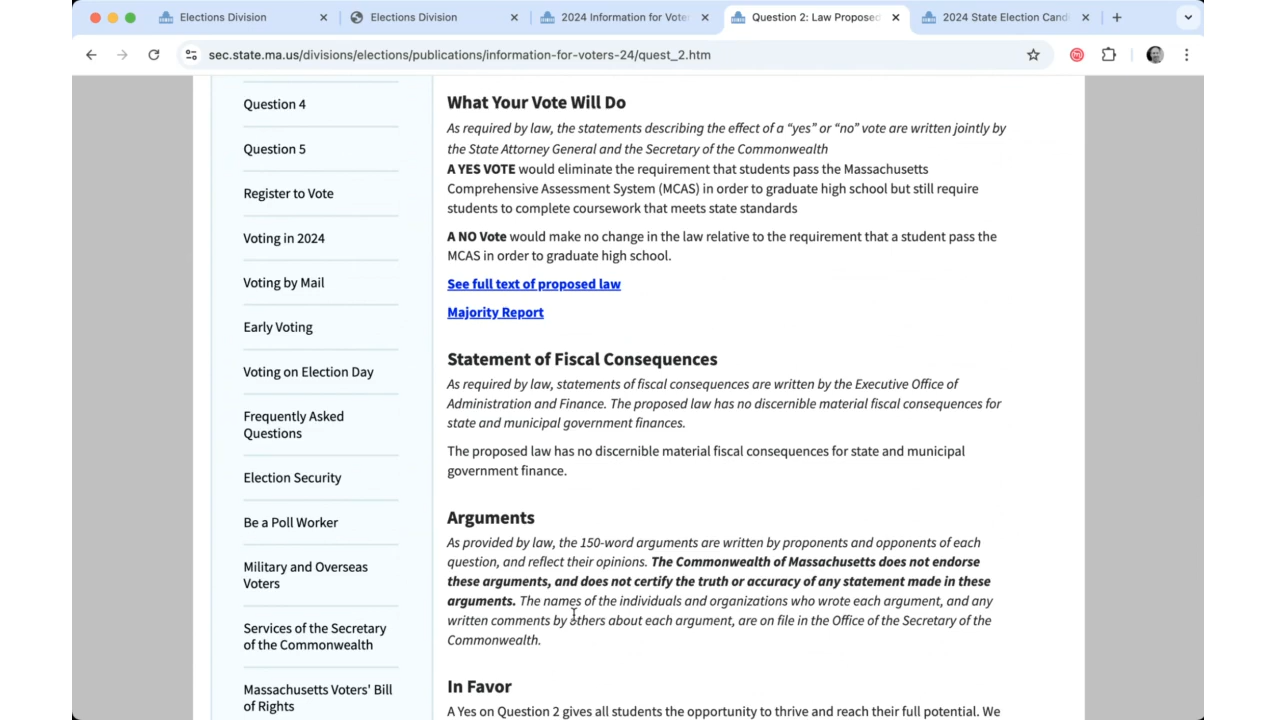 Elections Division
Elections Division
2024 Information for Voter
Question 2: Law Proposed
2024 State Election Candi
sec.state.ma.us/divisions/elections/publications/information-for-voters-24/quest_2.htm
Question 4
Question 5
Register to Vote
Voting in 2024
Voting by Mail
Early Voting
Voting on Election Day
Frequently Asked
Questions
Election Security
Be a Poll Worker
Military and Overseas
Voters
Services of the Secretary
of the Commonwealth
Massachusetts Voters' Bill
of Rights
What Your Vote Will Do
As required by law, the statements describing the effect of a “yes” or “no” vote are written jointly by
the State Attorney General and the Secretary of the Commonwealth
A YES VOTE would eliminate the requirement that students pass the Massachusetts
Comprehensive Assessment System (MCAS) in order to graduate high school but still require
students to complete coursework that meets state standards
A NO Vote would make no change in the law relative to the requirement that a student pass the
MCAS in order to graduate high school.
See full text of proposed law
Majority Report
Statement of Fiscal Consequences
As required by law, statements of fiscal consequences are written by the Executive Office of
Administration and Finance. The proposed law has no discernible material fiscal consequences for
state and municipal government finances.
The proposed law has no discernible material fiscal consequences for state and municipal
government finance.
Arguments
As provided by law, the 150-word arguments are written by proponents and opponents of each
question, and reflect their opinions. The Commonwealth of Massachusetts does not endorse
these arguments, and does not certify the truth or accuracy of any statement made in these
arguments. The names of the individuals and organizations who wrote each argument, and any
written comments by others about each argument, are on file in the Office of the Secretary of the
Commonwealth.
In Favor
A Yes on Question 2 gives all students the opportunity to thrive and reach their full potential. We